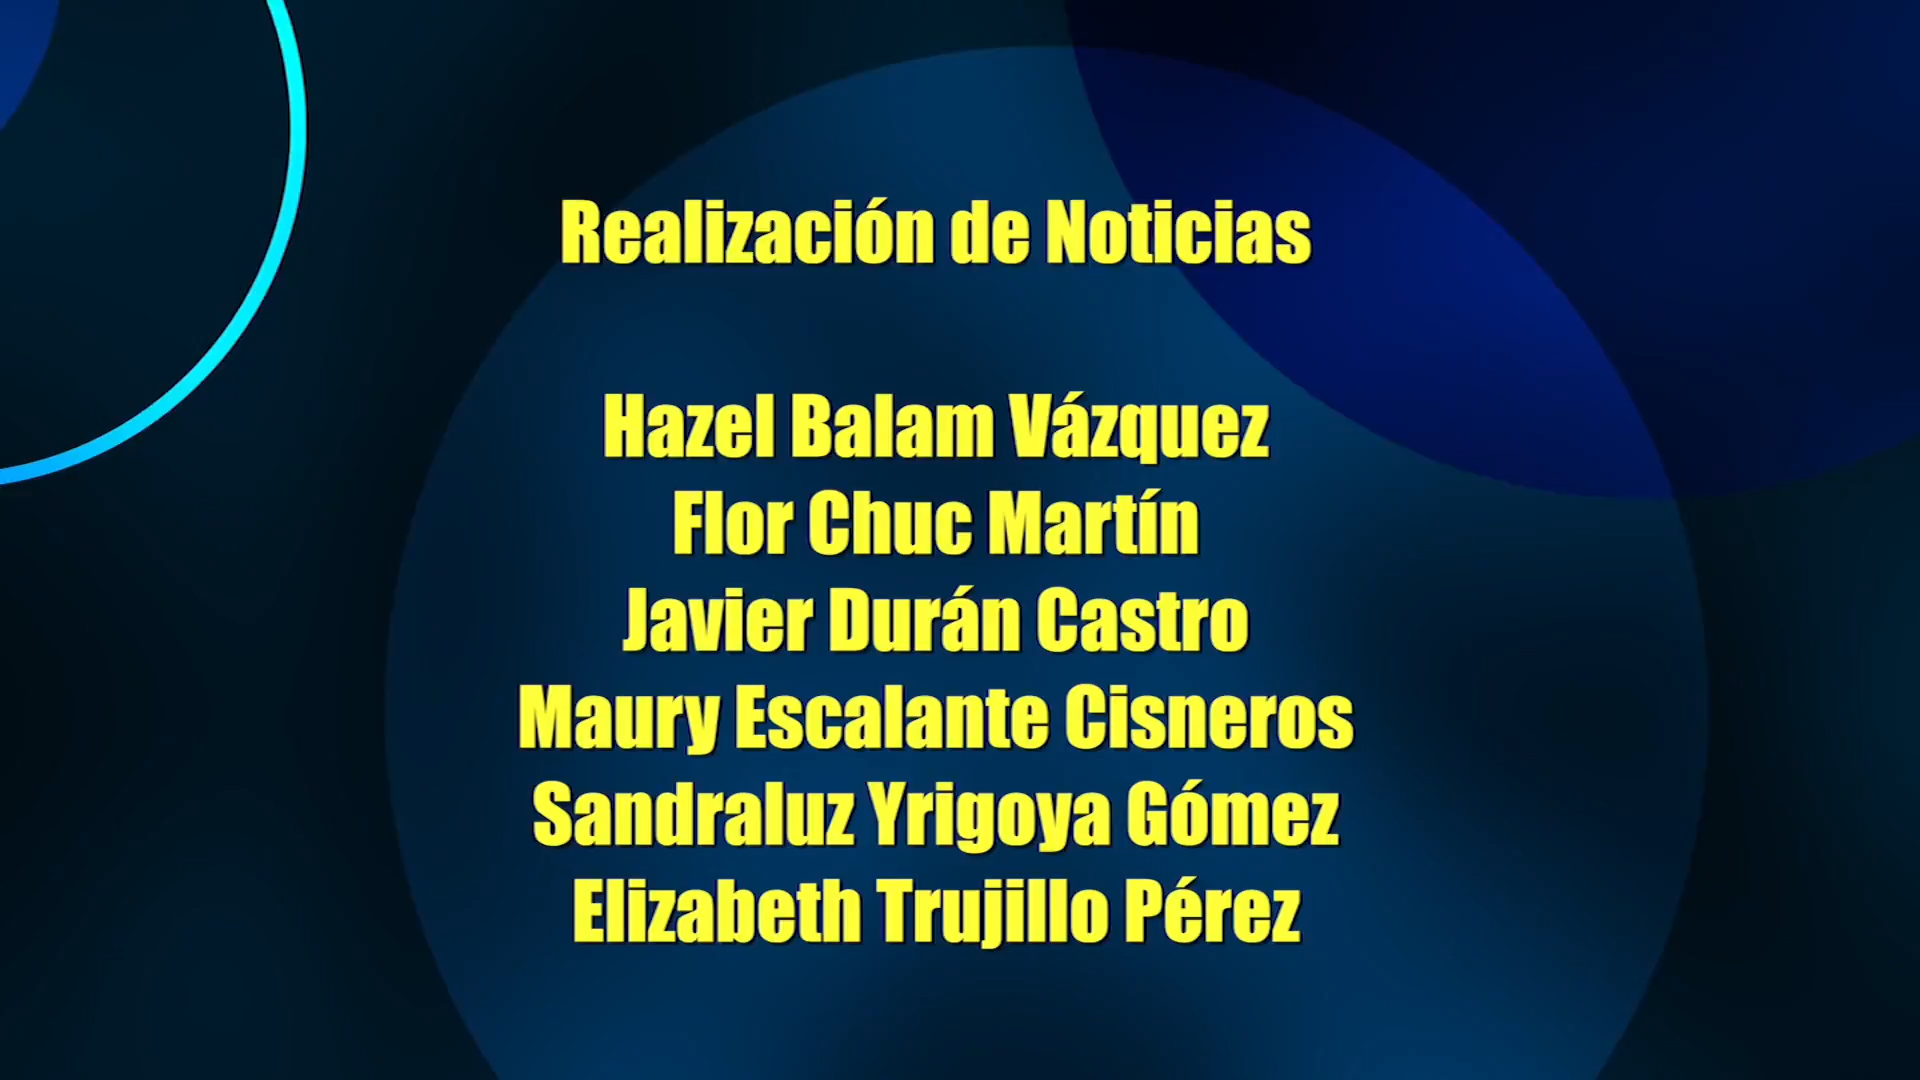 Realización de Noticias
Hazel Balam Vázquez
Flor Chuc Martín
Javier Durán Castro
Maury Escalante Cisneros
Sandraluz Yrigoya Gómez
Elizabeth Trujillo Pérez